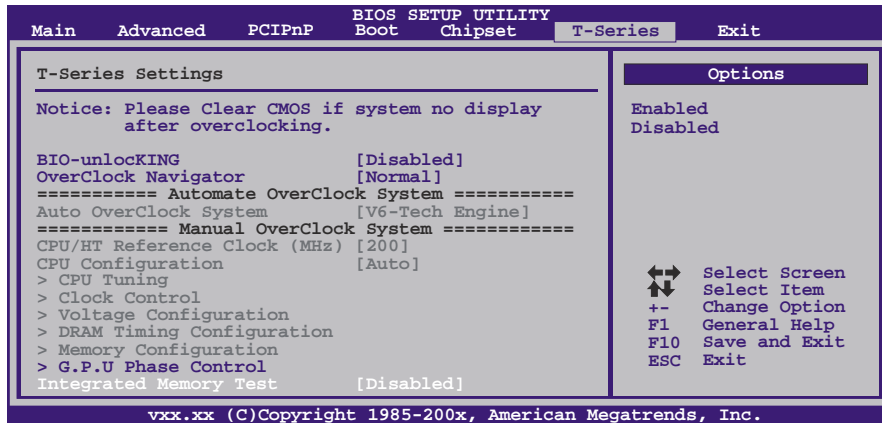 BIOS SETUP UTILITY
Main Advanced PCIPnP Boot Chipset T-Series Exit
T-Series Settings
Notice: Please Clear CMOS if system no display
after overclocking.
BIO-unlocKING [Disabled]
OverClock Navigator [Normal]
=========== Automate OverClock System ===========
Auto OverClock System [V6-Tech Engine]
============ Manual OverClock System ============
CPU/HT Reference Clock (MHz) [200]
CPU Configuration [Auto]
> CPU Tuning
> Clock Control
> Voltage Configuration
> DRAM Timing Configuration
> Memory Configuration
> G.P.U Phase Control
Integrated Memory Test [Disabled]
Options
Enabled
Disabled
Select Screen
Select Item
+- Change Option
F1 General Help
F10 Save and Exit
ESC Exit
vxx.xx (C)Copyright 1985-200x, American Megatrends, Inc.